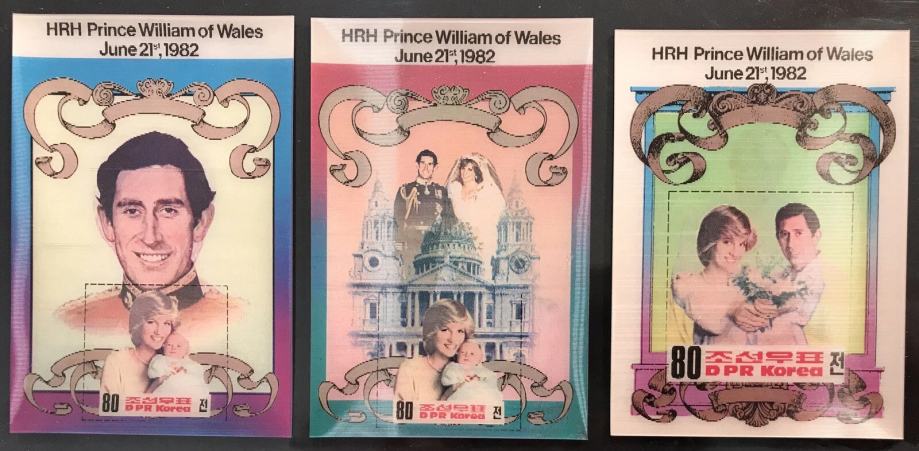 HRH Prince William of Wales
June 21st, 1982
80 조선우표 전
DPR Korea
HRH Prince William of Wales
June 21st, 1982
80 조선우표 전
DPR Korea
HRH Prince William of Wales
June 21st, 1982
80 조선우표 전
DPR Korea